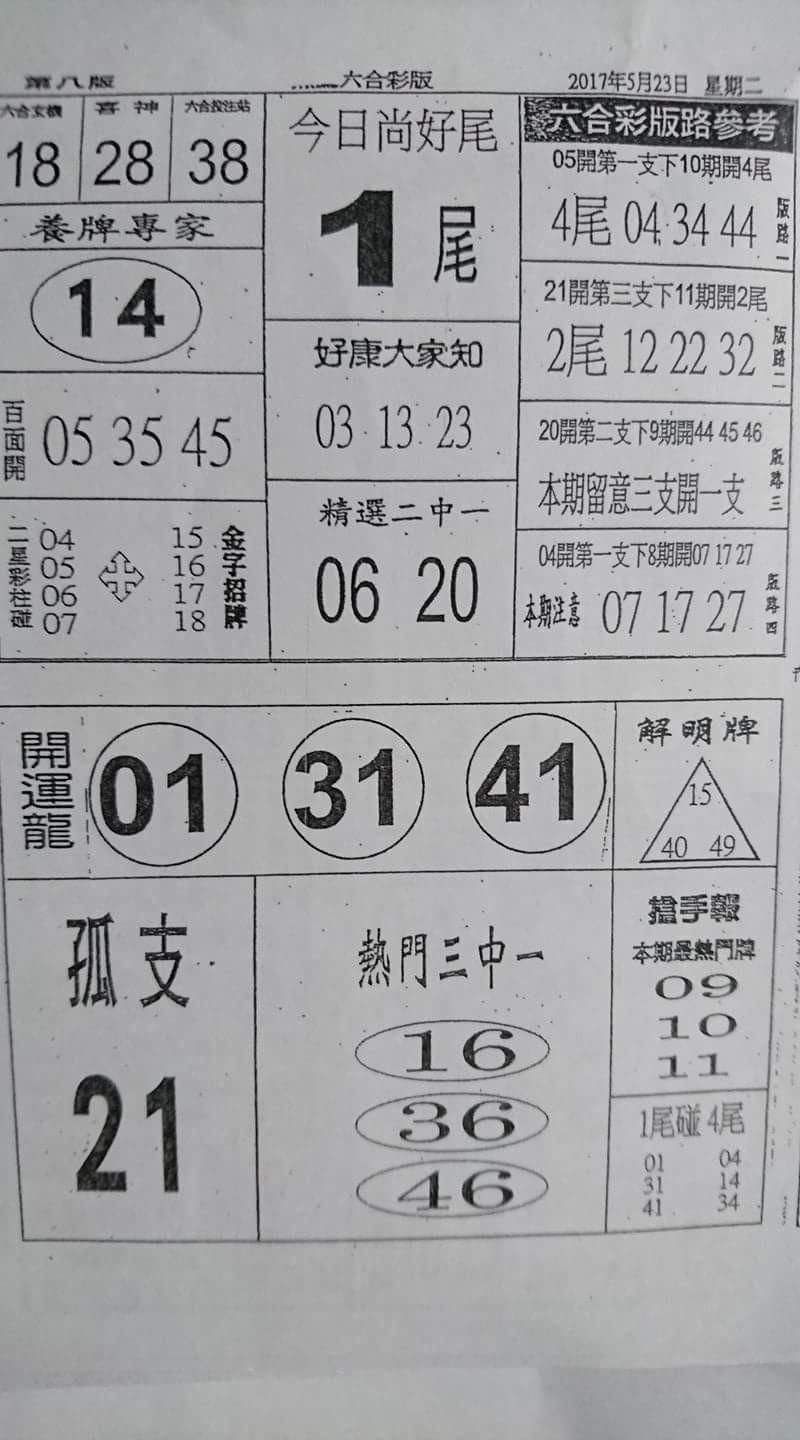 第八版
六合彩版
2017年5月23日 星期二
六合玄機
18
喜神
28
六合投注站
38
養牌專家
14
百面開
05 35 45
二星彩柱碰
04
05
06
07
15
16
17
18
金字招牌
今日尚好尾
1尾
好康大家知
03 13 23
精選二中一
06 20
六合彩版路參考
05開第一支下10期開4尾
4尾 04 34 44
版路一
21開第三支下11期開2尾
2尾 12 22 32
版路二
20開第二支下9期開44 45 46
本期留意三支開一支
版路三
04開第一支下8期開07 17 27
本期注意 07 17 27
版路四
開運龍
01 31 41
解明牌
15
40 49
孤支
21
熱門三中一
16
36
46
搶手報
本期最熱門牌
09
10
11
1尾碰4尾
01 04
31 14
41 34